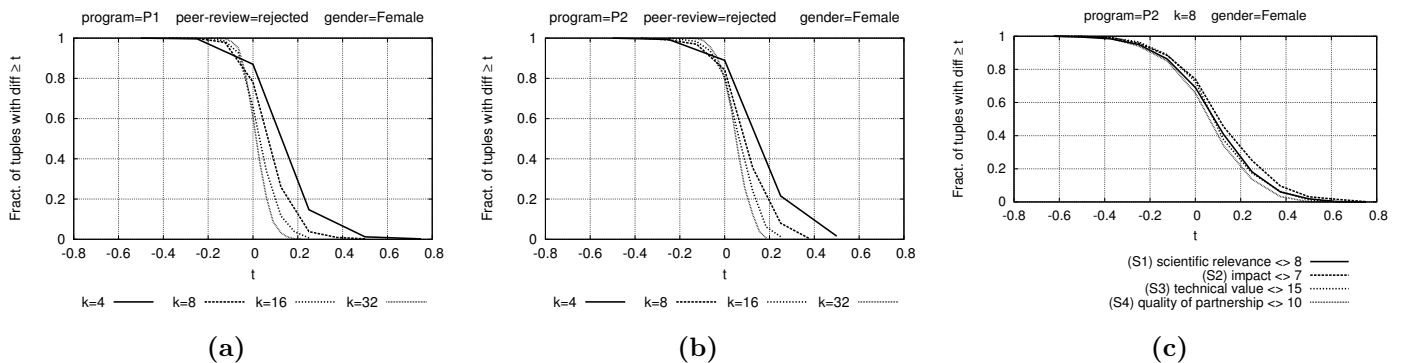 program=P1 peer-review=rejected gender=Female
Fract. of tuples with diff ≥ t
1
0.8
0.6
0.4
0.2
0
-0.8 -0.6 -0.4 -0.2 0 0.2 0.4 0.6 0.8
t
k=4 k=8 k=16 k=32
(a)
program=P2 peer-review=rejected gender=Female
Fract. of tuples with diff ≥ t
1
0.8
0.6
0.4
0.2
0
-0.8 -0.6 -0.4 -0.2 0 0.2 0.4 0.6 0.8
t
k=4 k=8 k=16 k=32
(b)
program=P2 k=8 gender=Female
Fract. of tuples with diff ≥ t
1
0.8
0.6
0.4
0.2
0
-0.8 -0.6 -0.4 -0.2 0 0.2 0.4 0.6 0.8
t
(S1) scientific relevance <> 8
(S2) impact <> 7
(S3) technical value <> 15
(S4) quality of partnership <> 10
(c)